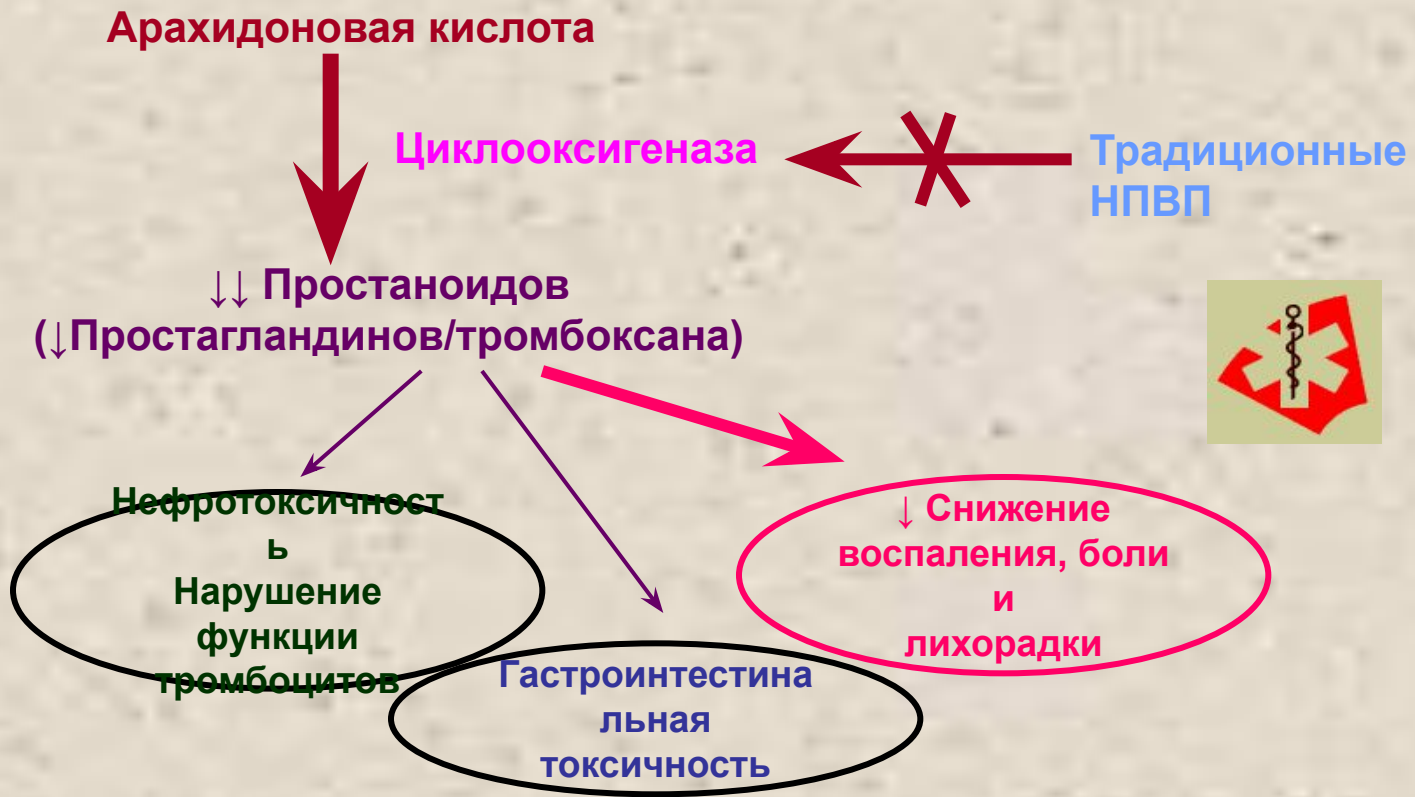 Арахидоновая кислота
Циклооксигеназа
Традиционные
НПВП
↓↓ Простаноидов
(↓Простагландинов/тромбоксана)
Нефротоксичност
ь
Нарушение
функции
тромбоцитов
Гастроинтестина
льная
токсичность
↓ Снижение
воспаления, боли
и
лихорадки